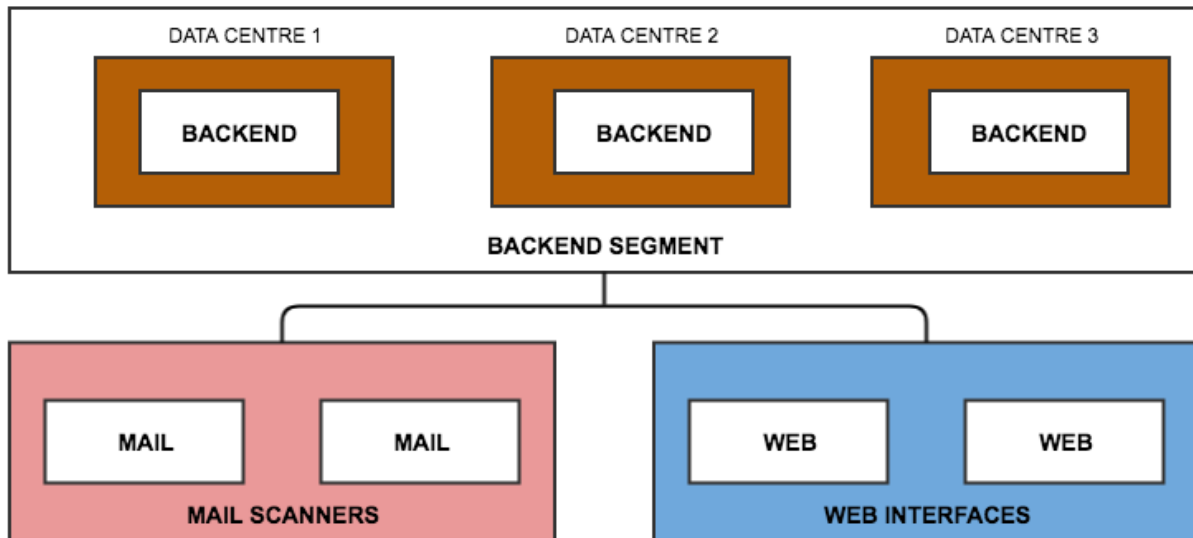 DATA CENTRE 1
DATA CENTRE 2
DATA CENTRE 3
BACKEND
BACKEND
BACKEND
BACKEND SEGMENT
MAIL
MAIL
WEB
WEB
MAIL SCANNERS
WEB INTERFACES